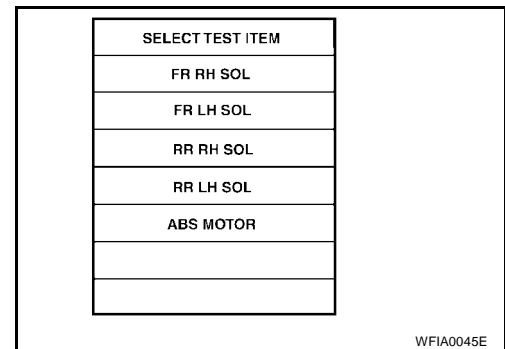 SELECT TEST ITEM
FR RH SOL
FR LH SOL
RR RH SOL
RR LH SOL
ABS MOTOR
WFIA0045E